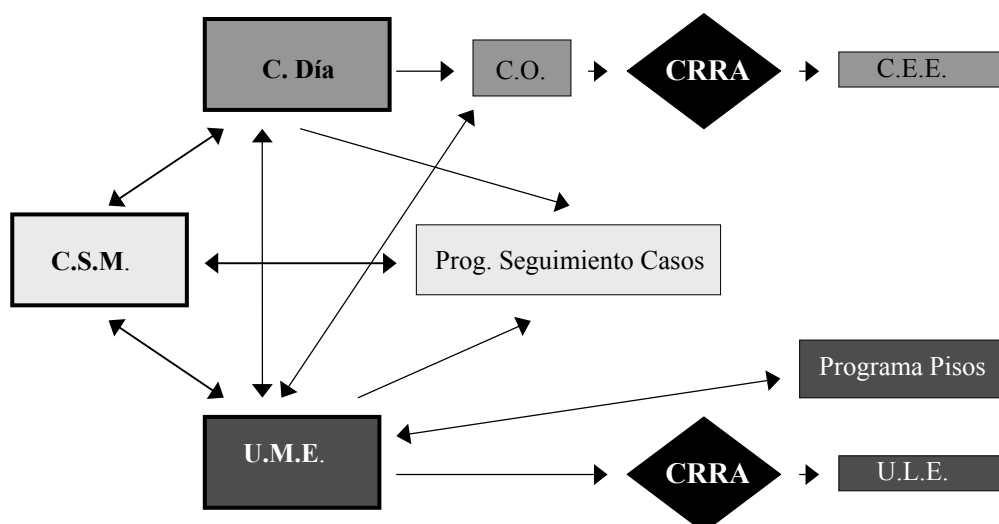 C. Día
C.O.
CRRA
C.E.E.
C.S.M.
Prog. Seguimiento Casos
Programa Pisos
U.M.E.
CRRA
U.L.E.